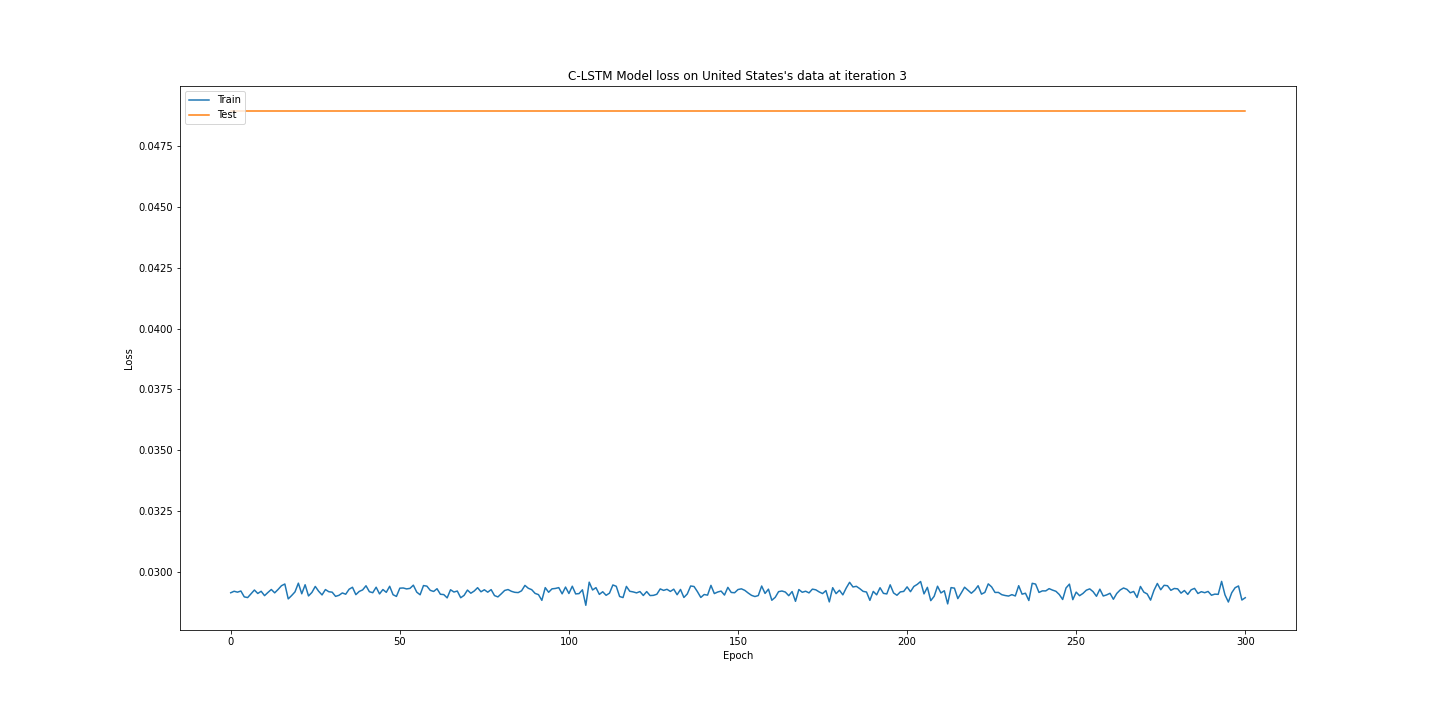 C-LSTM Model loss on United States's data at iteration 3
Train
Test
0.0475
0.0450
0.0425
0.0400
0.0375
0.0350
0.0325
0.0300
Loss
0 50 100 150 200 250 300
Epoch